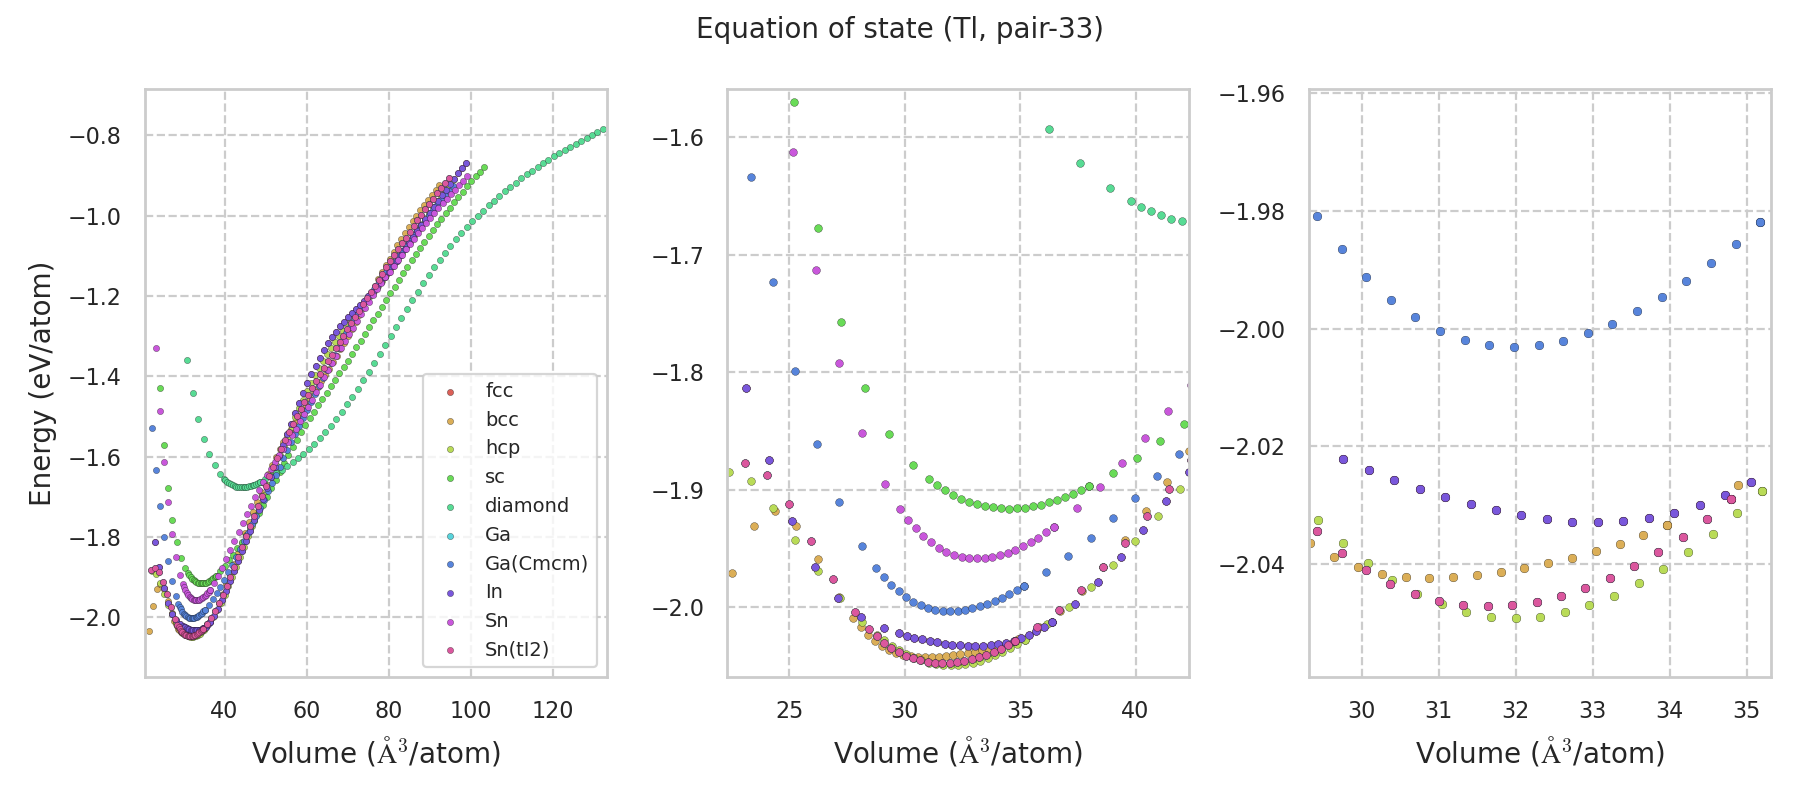 Equation of state (Tl, pair-33)
Energy (eV/atom)
−0.8
−1.0
−1.2
−1.4
−1.6
−1.8
−2.0
40 60 80 100 120
Volume (Å³/atom)
fcc
bcc
hcp
sc
diamond
Ga
Ga(Cmcm)
In
Sn
Sn(tI2)
−1.6
−1.7
−1.8
−1.9
−2.0
25 30 35 40
Volume (Å³/atom)
−1.96
−1.98
−2.00
−2.02
−2.04
30 31 32 33 34 35
Volume (Å³/atom)